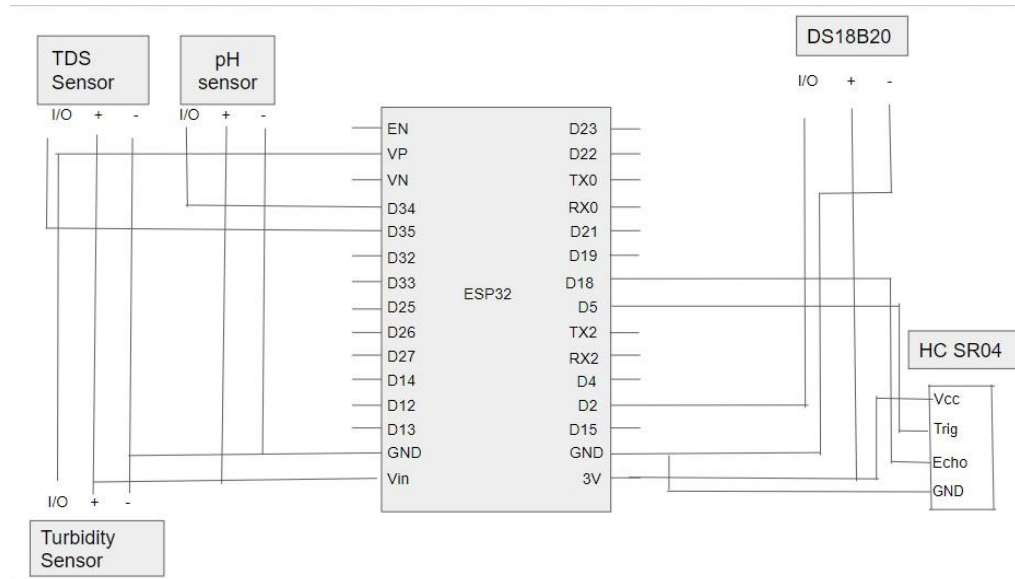 TDS
Sensor
pH
sensor
DS18B20
I/O + -
I/O + -
I/O + -
EN
VP
VN
D34
D35
D32
D33
D25
D26
D27
D14
D12
D13
GND
Vin
ESP32
D23
D22
TX0
RX0
D21
D19
D18
D5
TX2
RX2
D4
D2
D15
GND
3V
HC SR04
Vcc
Trig
Echo
GND
I/O + -
Turbidity
Sensor